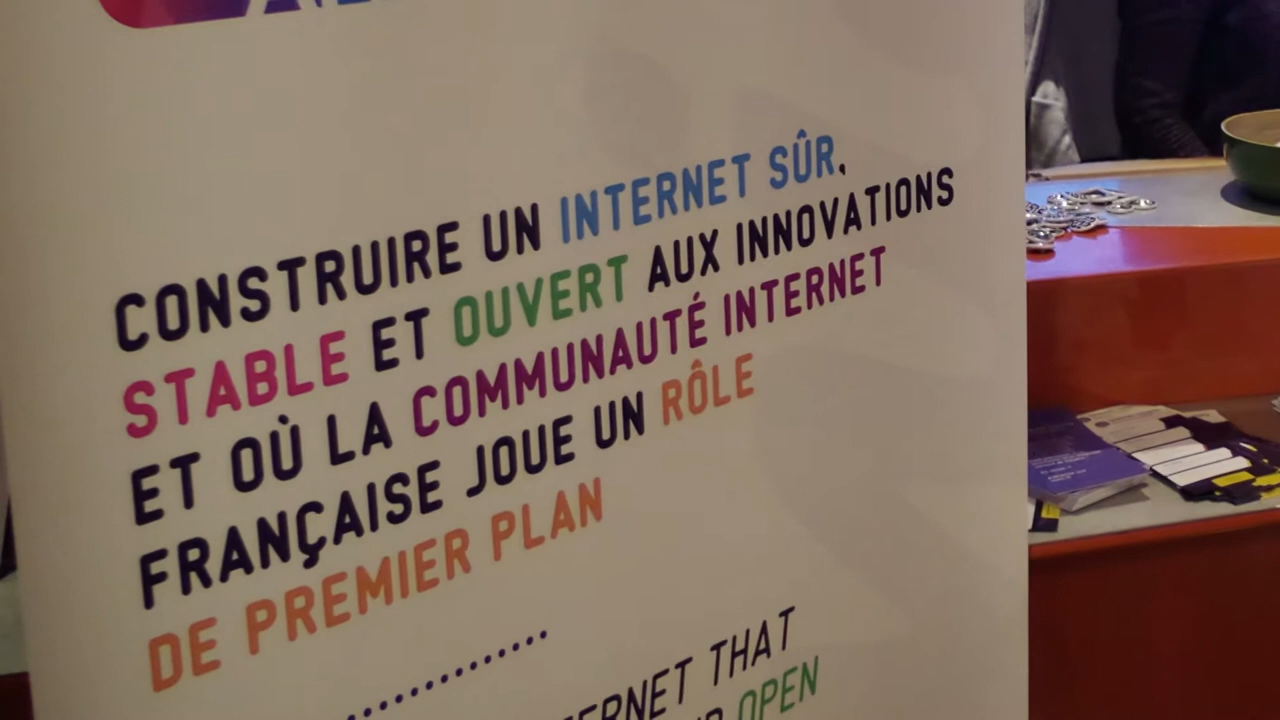 CONSTRUIRE UN INTERNET SÛR,
STABLE ET OUVERT AUX INNOVATIONS
ET OÙ LA COMMUNAUTÉ INTERNET
FRANÇAISE JOUE UN RÔLE
DE PREMIER PLAN
THAT
OPEN